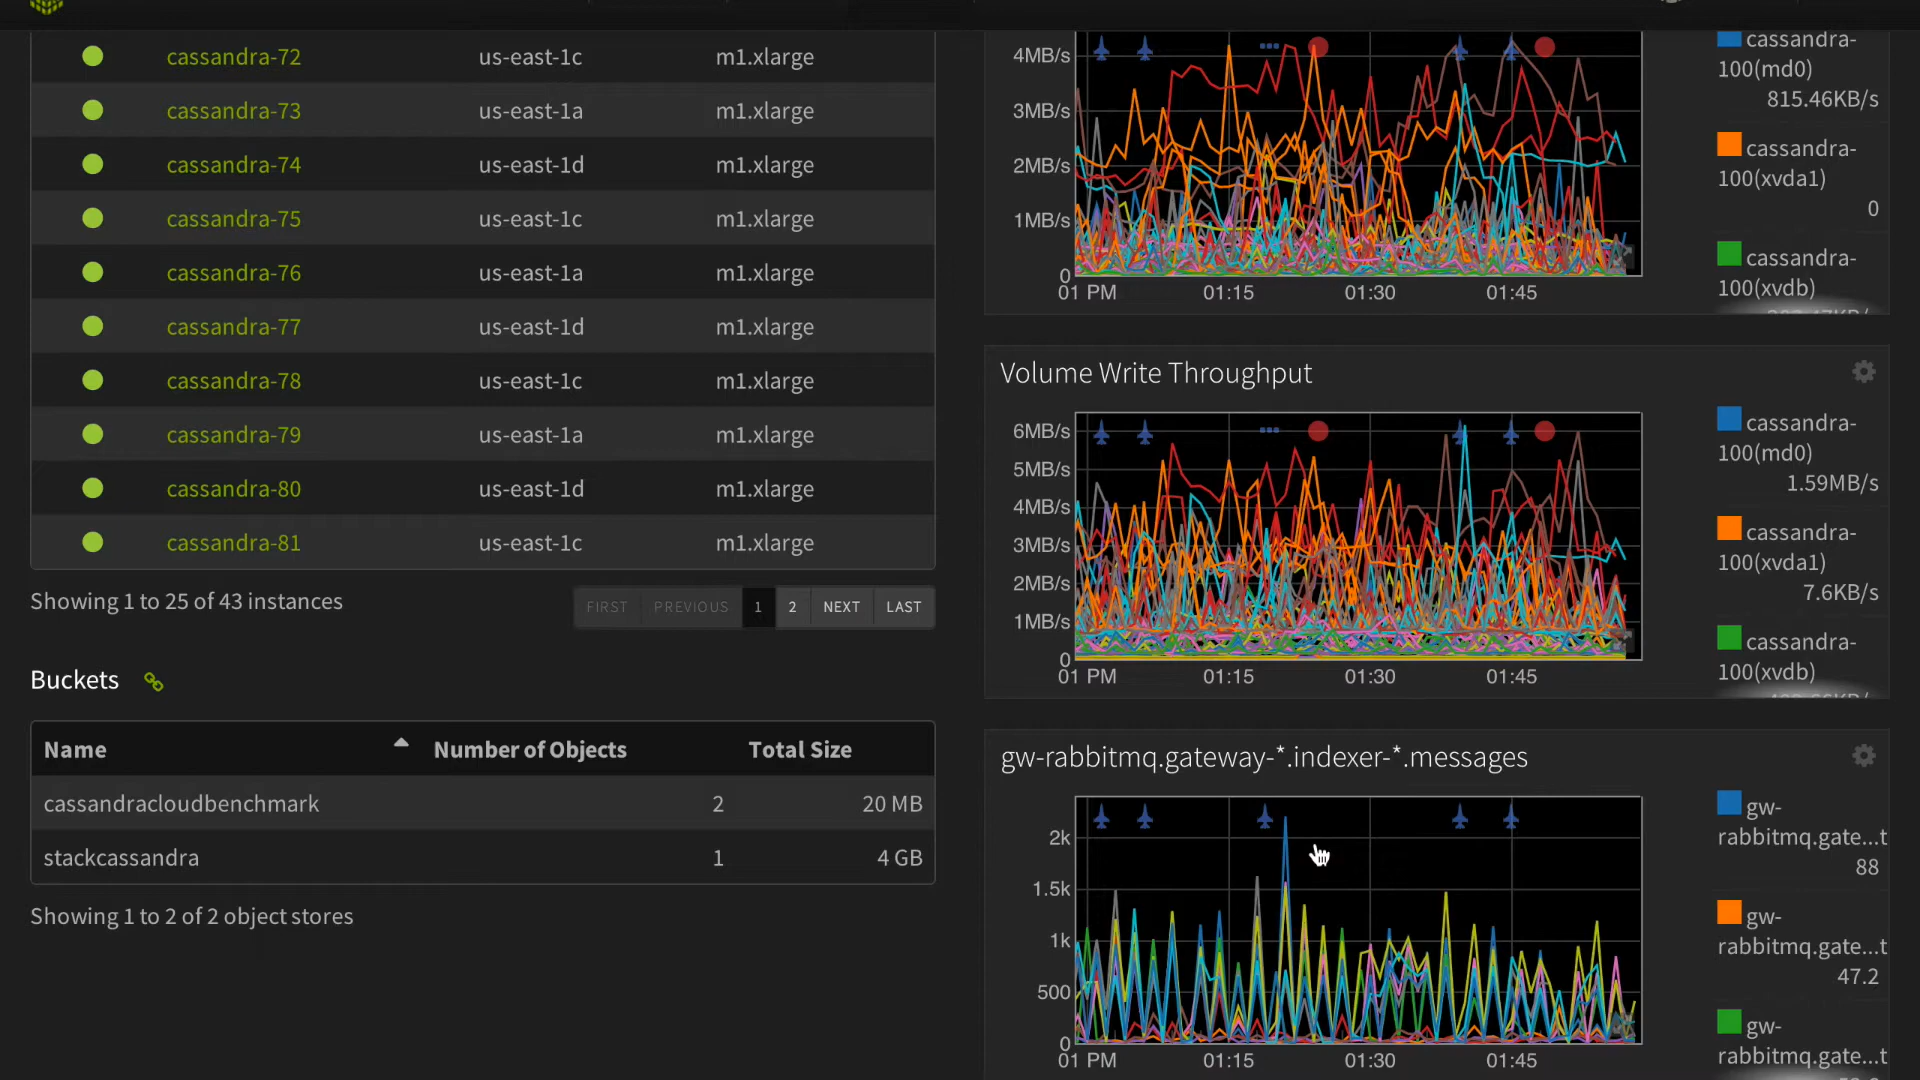 cassandra-72 us-east-1c m1.xlarge
cassandra-73 us-east-1a m1.xlarge
cassandra-74 us-east-1d m1.xlarge
cassandra-75 us-east-1c m1.xlarge
cassandra-76 us-east-1a m1.xlarge
cassandra-77 us-east-1d m1.xlarge
cassandra-78 us-east-1c m1.xlarge
cassandra-79 us-east-1a m1.xlarge
cassandra-80 us-east-1d m1.xlarge
cassandra-81 us-east-1c m1.xlarge
Showing 1 to 25 of 43 instances
FIRST PREVIOUS 1 2 NEXT LAST
Buckets
Name Number of Objects Total Size
cassandracloudbenchmark 2 20 MB
stackcassandra 1 4 GB
Showing 1 to 2 of 2 object stores
4MB/s
3MB/s
2MB/s
1MB/s
0
01 PM 01:15 01:30 01:45
cassandra-
100(md0)
815.46KB/s
cassandra-
100(xvda1)
0
cassandra-
100(xvdb)
Volume Write Throughput
6MB/s
5MB/s
4MB/s
3MB/s
2MB/s
1MB/s
0
01 PM 01:15 01:30 01:45
cassandra-
100(md0)
1.59MB/s
cassandra-
100(xvda1)
7.6KB/s
cassandra-
100(xvdb)
gw-rabbitmq.gateway-*.indexer-*.messages
2k
1.5k
1k
500
0
01 PM 01:15 01:30 01:45
gw-
rabbitmq.gate...t
88
gw-
rabbitmq.gate...t
47.2
gw-
rabbitmq.gate...t